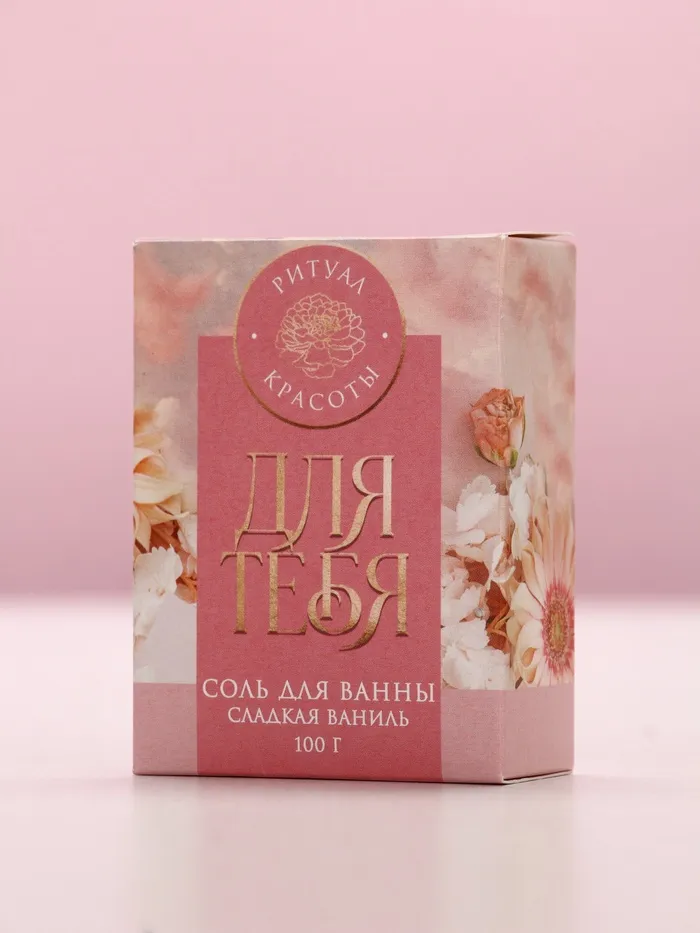 РИТУАЛ
КРАСОТЫ
ДЛЯ
ТЕБЯ
СОЛЬ ДЛЯ ВАННЫ
СЛАДКАЯ ВАНИЛЬ
100 Г